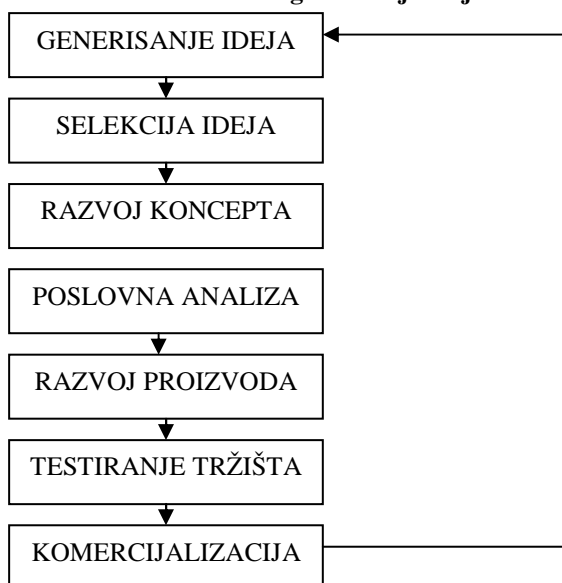 GENERISANJE IDEJA
SELEKCIJA IDEJA
RAZVOJ KONCEPTA
POSLOVNA ANALIZA
RAZVOJ PROIZVODA
TESTIRANJE TRŽIŠTA
KOMERCIJALIZACIJA